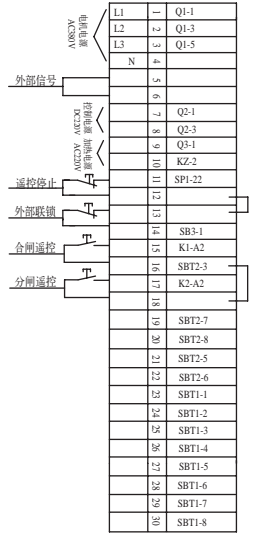 电机电源
AC380V
L1 1 Q1-1
L2 2 Q1-3
L3 3 Q1-5
N 4
外部信号 5
6
控制电源
DC220V
7 Q2-1
8 Q2-3
加热电源
AC220V
9 Q3-1
10 KZ-2
遥控停止 11 SP1-22
12
外部联锁 13
14 SB3-1
合闸遥控 15 K1-A2
16 SBT2-3
分闸遥控 17 K2-A2
18
19 SBT2-7
20 SBT2-8
21 SBT2-5
22 SBT2-6
23 SBT1-1
24 SBT1-2
25 SBT1-3
26 SBT1-4
27 SBT1-5
28 SBT1-6
29 SBT1-7
30 SBT1-8